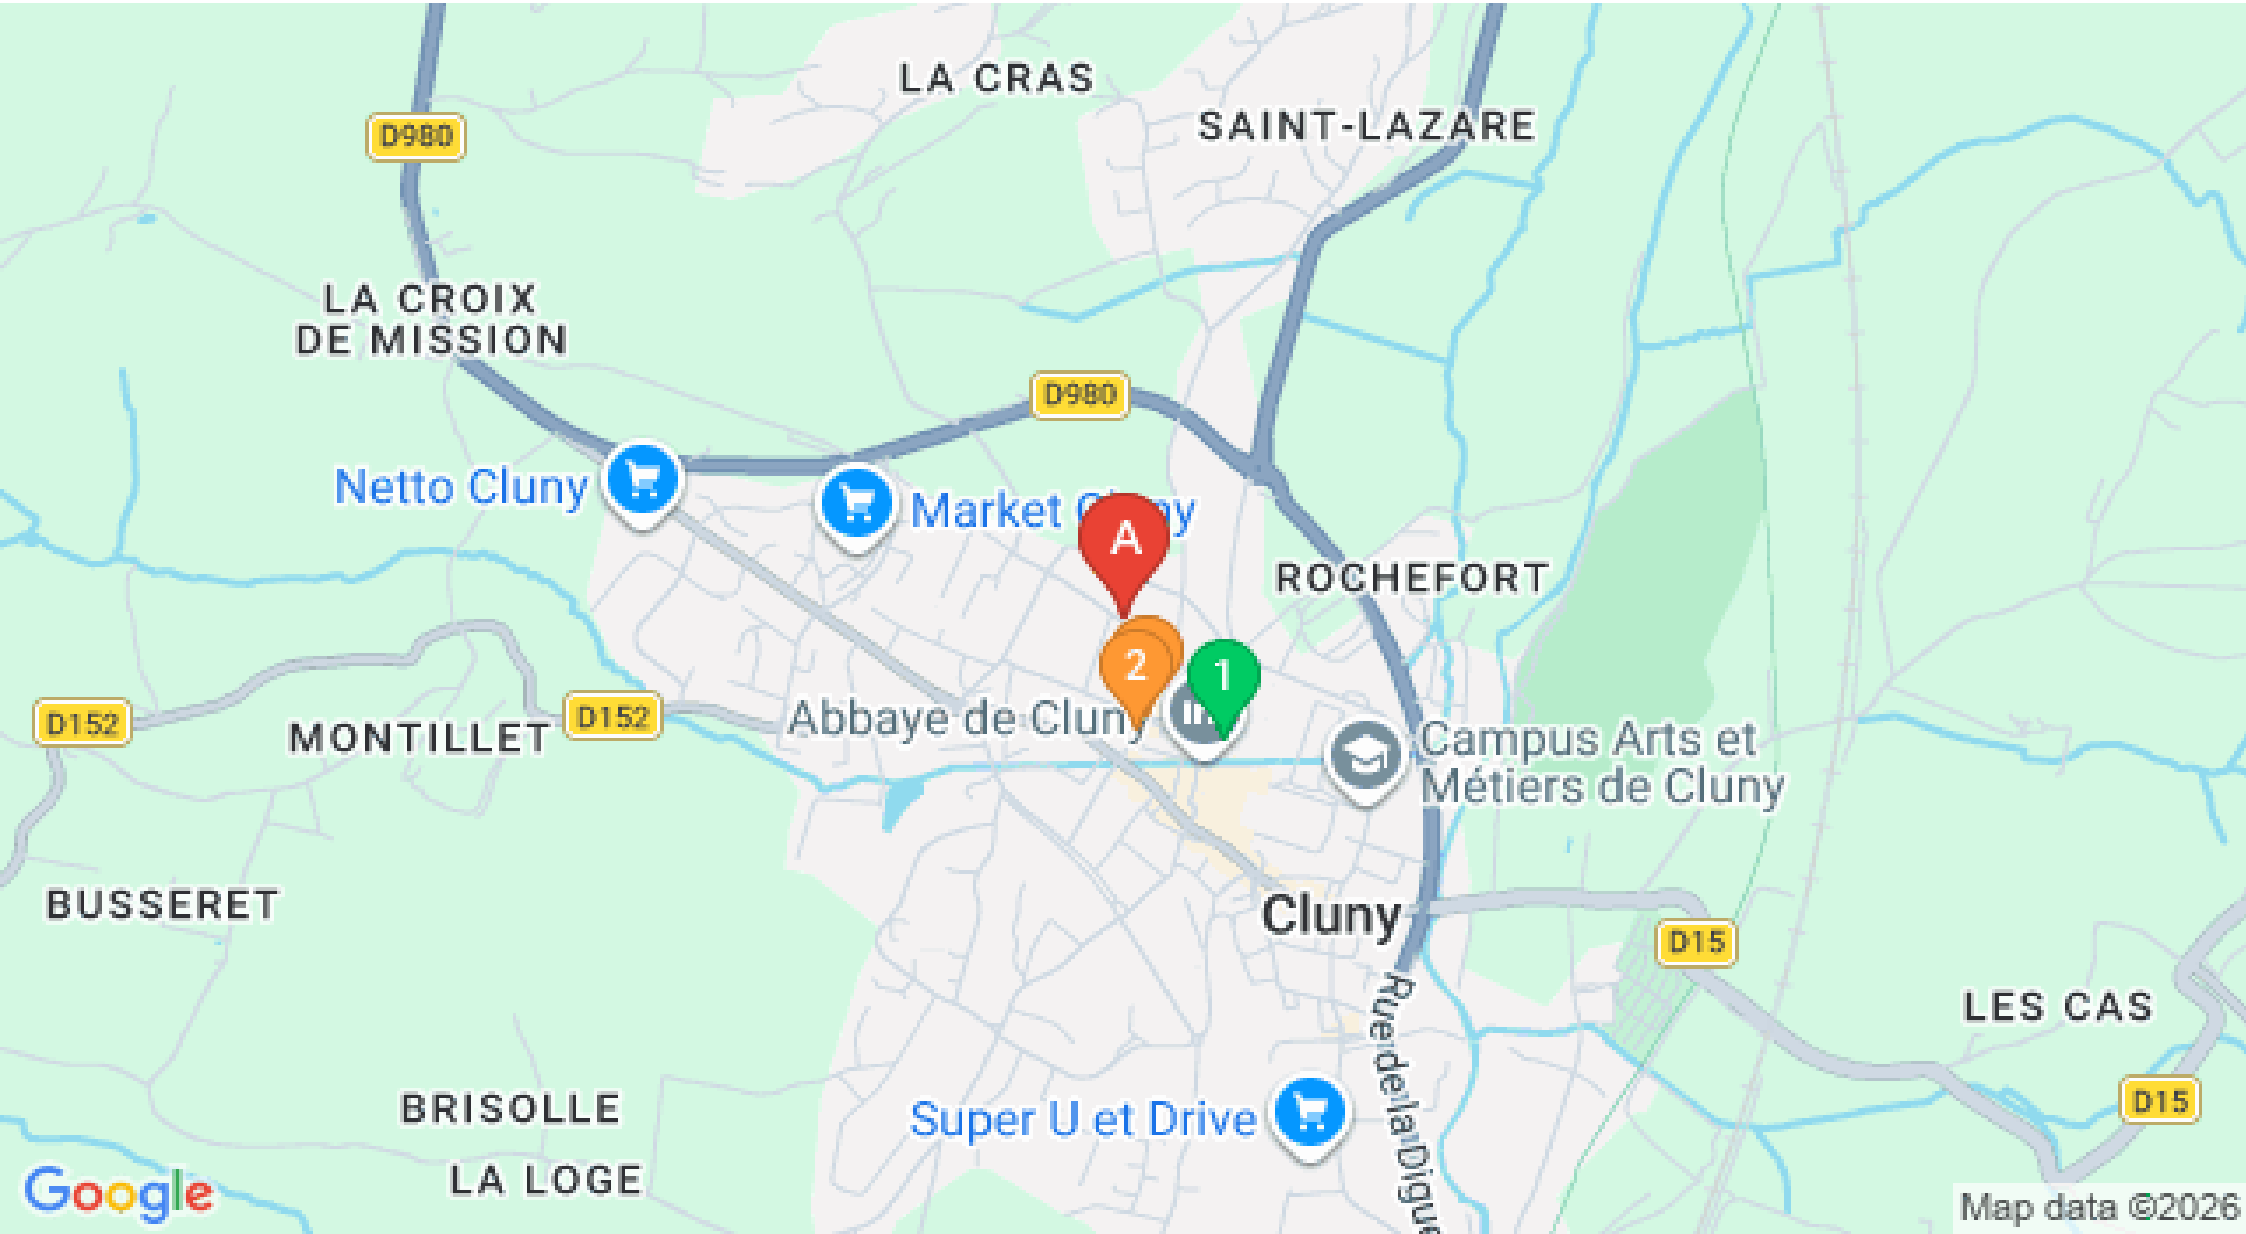 LA CRAS
SAINT-LAZARE
D980
LA CROIX
DE MISSION
D980
Netto Cluny
Market
A
ROCHEFORT
2
1
Abbaye de Cluny
D152
D152
MONTILLET
Campus Arts et
Métiers de Cluny
BUSSERET
Cluny
D15
LES CAS
Rue de la Digue
BRISOLLE
Super U et Drive
D15
LA LOGE
Google
Map data ©2026